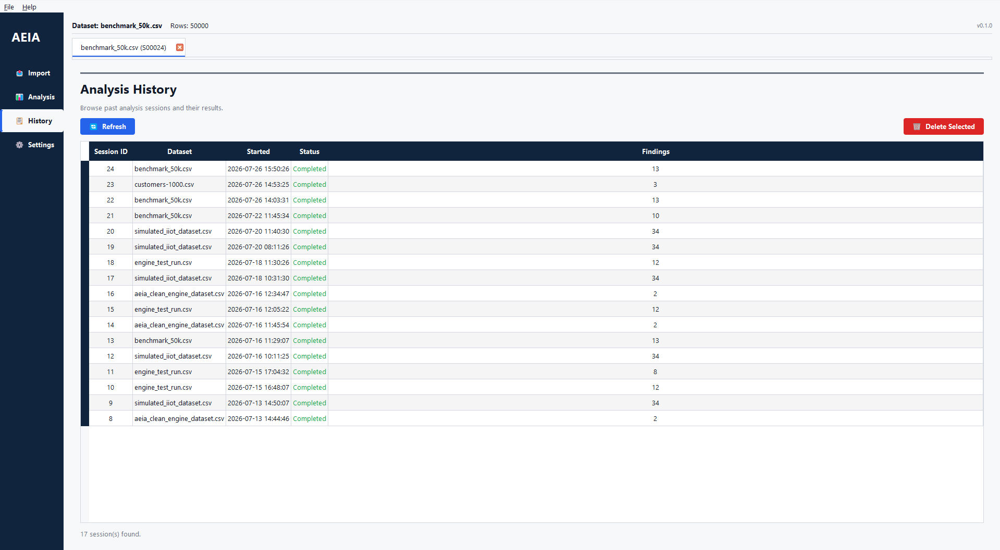 File Help
AEIA
Dataset: benchmark_50k.csv Rows: 50000 v0.1.0
benchmark_50k.csv (S00024)
Import
Analysis
History
Settings
Analysis History
Browse past analysis sessions and their results.
Refresh Delete Selected
Session ID Dataset Started Status Findings
24 benchmark_50k.csv 2026-07-26 15:50:26 Completed 13
23 customers-1000.csv 2026-07-26 14:53:25 Completed 3
22 benchmark_50k.csv 2026-07-26 14:03:31 Completed 13
21 benchmark_50k.csv 2026-07-22 11:45:34 Completed 10
20 simulated_iiot_dataset.csv 2026-07-20 11:40:30 Completed 34
19 simulated_iiot_dataset.csv 2026-07-20 08:11:26 Completed 34
18 engine_test_run.csv 2026-07-18 11:30:26 Completed 12
17 simulated_iiot_dataset.csv 2026-07-18 10:31:30 Completed 34
16 aeia_clean_engine_dataset.csv 2026-07-16 12:34:47 Completed 2
15 engine_test_run.csv 2026-07-16 12:05:22 Completed 12
14 aeia_clean_engine_dataset.csv 2026-07-16 11:45:54 Completed 2
13 benchmark_50k.csv 2026-07-16 11:29:07 Completed 13
12 simulated_iiot_dataset.csv 2026-07-16 10:11:25 Completed 34
11 engine_test_run.csv 2026-07-15 17:04:32 Completed 8
10 engine_test_run.csv 2026-07-15 16:48:07 Completed 12
9 simulated_iiot_dataset.csv 2026-07-13 14:50:07 Completed 34
8 aeia_clean_engine_dataset.csv 2026-07-13 14:44:46 Completed 2
17 session(s) found.